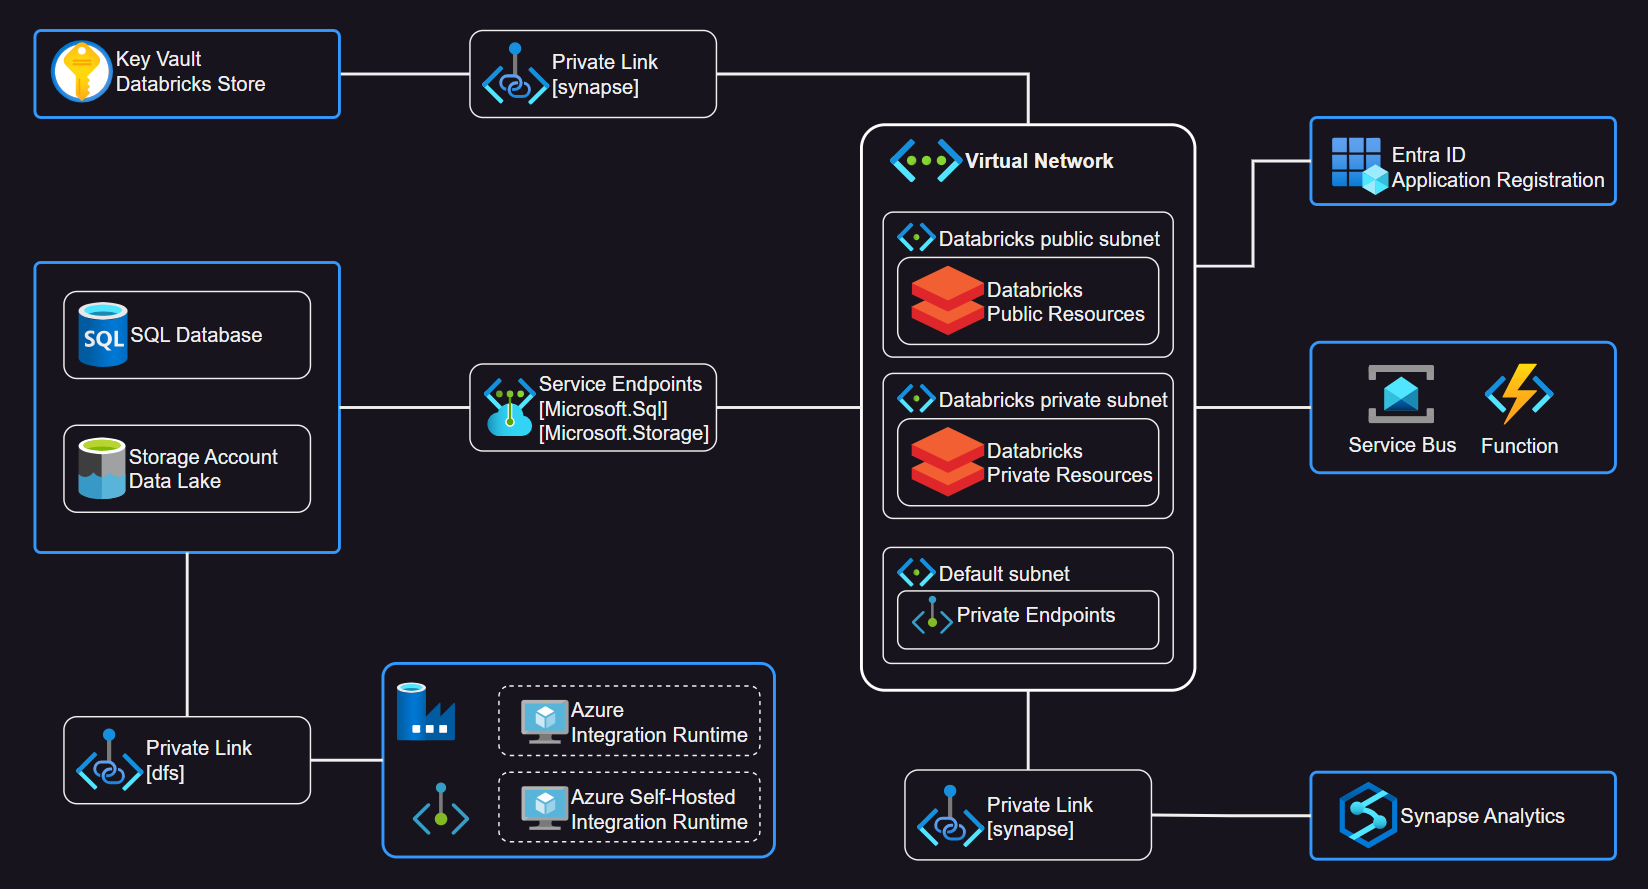 Key Vault
Databricks Store
Private Link
[synapse]
Virtual Network
Databricks public subnet
Databricks
Public Resources
Databricks private subnet
Databricks
Private Resources
Default subnet
Private Endpoints
Entra ID
Application Registration
SQL
SQL Database
Storage Account
Data Lake
Service Endpoints
[Microsoft.Sql]
[Microsoft.Storage]
Service Bus
Function
Private Link
[dfs]
Azure
Integration Runtime
Azure Self-Hosted
Integration Runtime
Private Link
[synapse]
Synapse Analytics